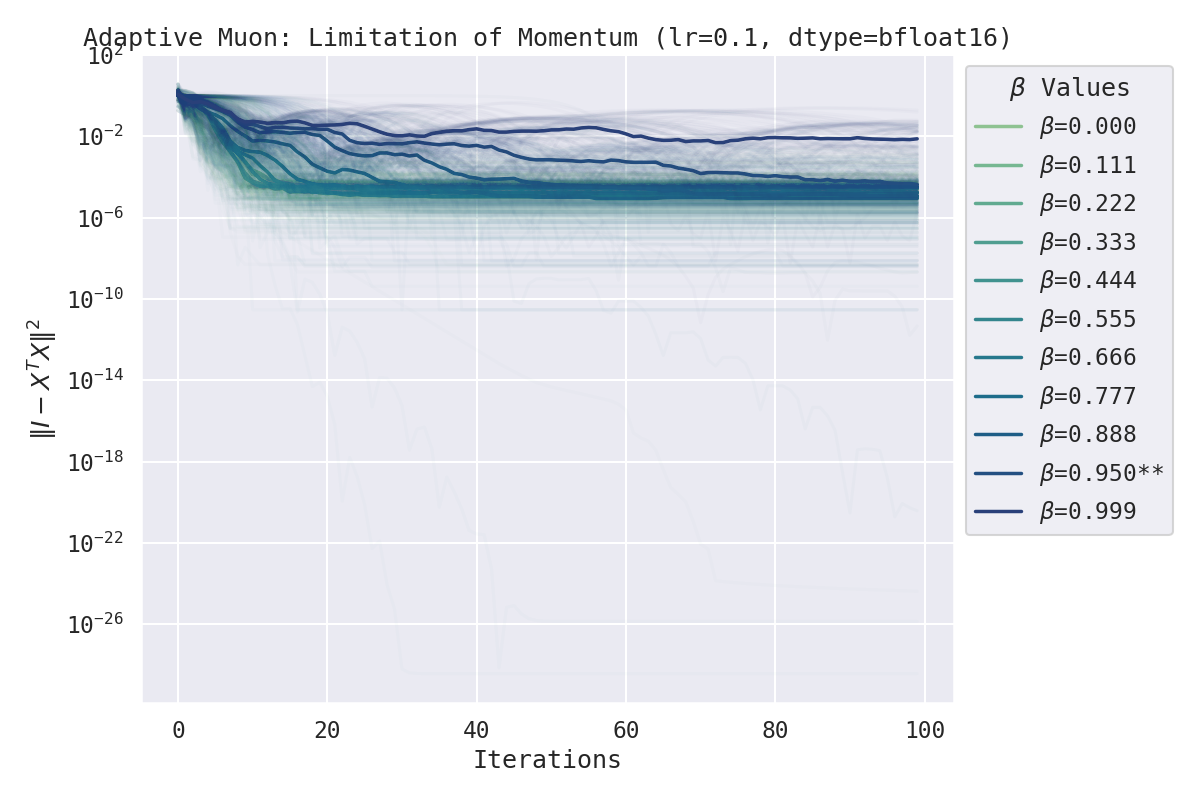 Adaptive Muon: Limitation of Momentum (lr=0.1, dtype=bfloat16)
10²
10⁻²
10⁻⁶
10⁻¹⁰
10⁻¹⁴
10⁻¹⁸
10⁻²²
10⁻²⁶
‖I − XᵀX‖²
0 20 40 60 80 100
Iterations
β Values
β=0.000
β=0.111
β=0.222
β=0.333
β=0.444
β=0.555
β=0.666
β=0.777
β=0.888
β=0.950**
β=0.999